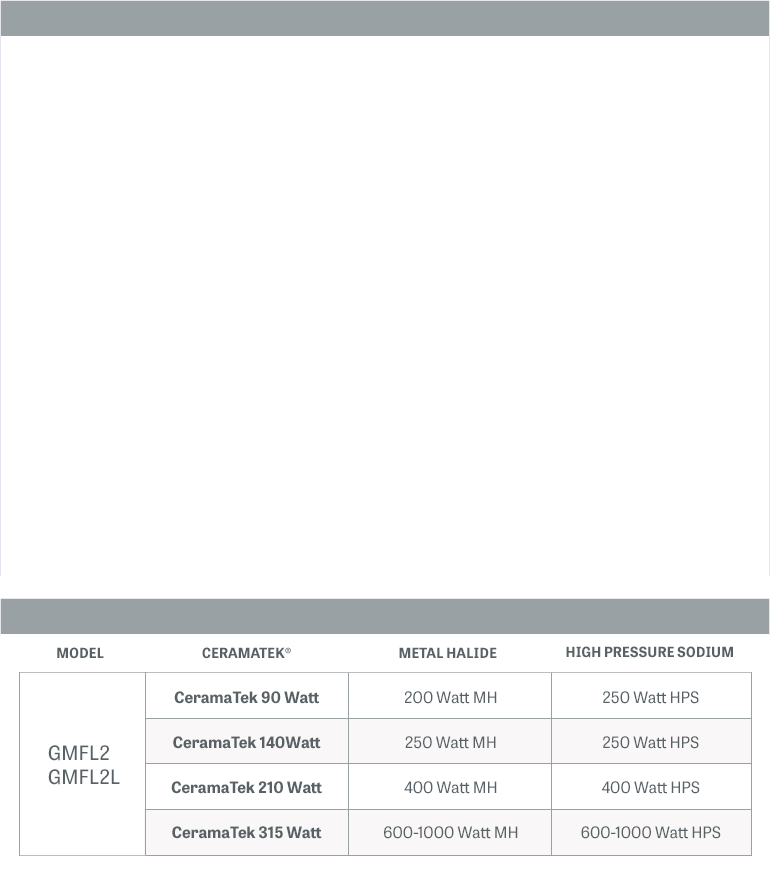 MODEL CERAMATEK® METAL HALIDE HIGH PRESSURE SODIUM
CeramaTek 90 Watt 200 Watt MH 250 Watt HPS
CeramaTek 140Watt 250 Watt MH 250 Watt HPS
GMFL2
GMFL2L
CeramaTek 210 Watt 400 Watt MH 400 Watt HPS
CeramaTek 315 Watt 600-1000 Watt MH 600-1000 Watt HPS